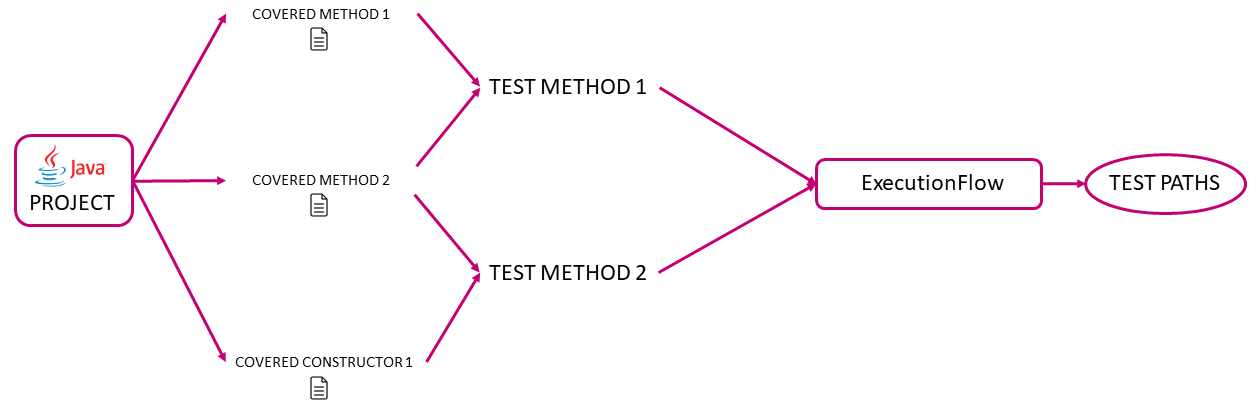 COVERED METHOD 1
TEST METHOD 1
Java
PROJECT
COVERED METHOD 2
ExecutionFlow
TEST PATHS
TEST METHOD 2
COVERED CONSTRUCTOR 1